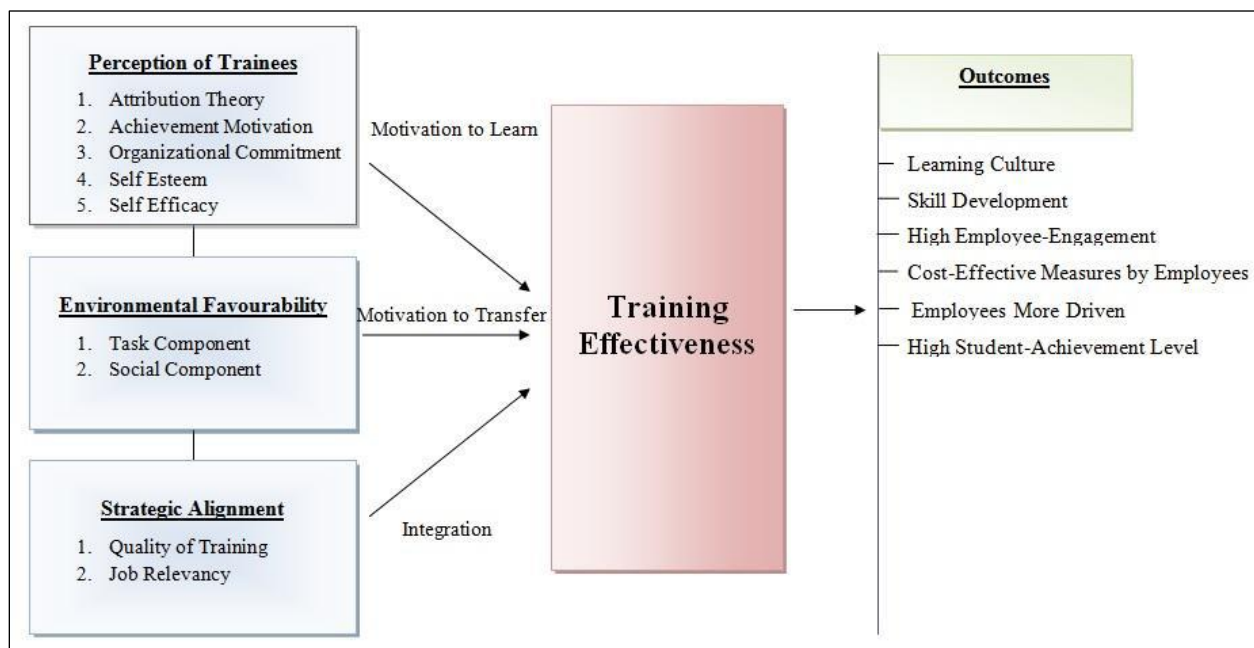 Perception of Trainees
1. Attribution Theory
2. Achievement Motivation
3. Organizational Commitment
4. Self Esteem
5. Self Efficacy
Motivation to Learn
Environmental Favourability
1. Task Component
2. Social Component
Motivation to Transfer
Strategic Alignment
1. Quality of Training
2. Job Relevancy
Integration
Training
Effectiveness
Outcomes
Learning Culture
Skill Development
High Employee-Engagement
Cost-Effective Measures by Employees
Employees More Driven
High Student-Achievement Level